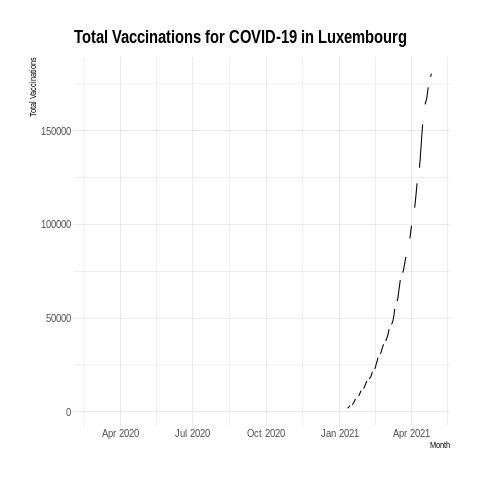 Total Vaccinations for COVID-19 in Luxembourg
Total Vaccinations
150000
100000
50000
0
Apr 2020 Jul 2020 Oct 2020 Jan 2021 Apr 2021
Month